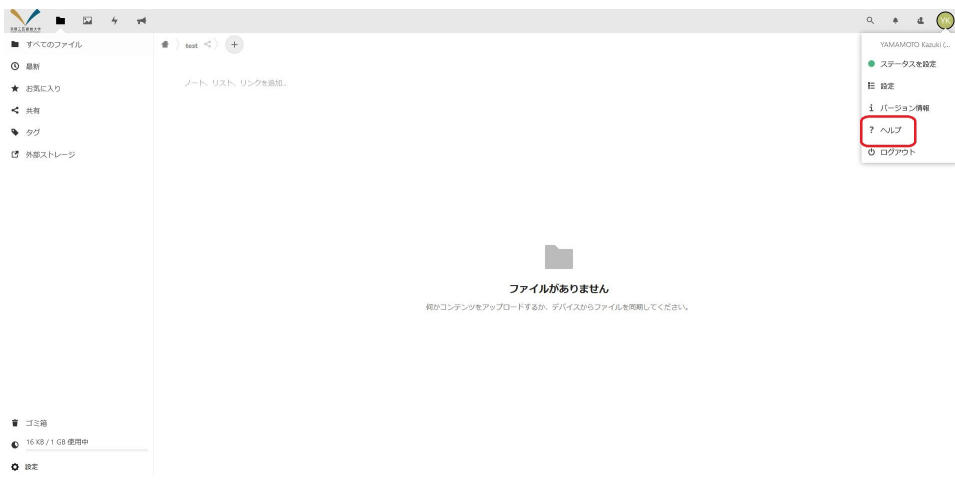 YK
すべてのファイル
最新
お気に入り
共有
タグ
外部ストレージ
test
ノート、リスト、リンクを追加..
YAMAMOTO Kazuki (...
ステータスを設定
設定
バージョン情報
? ヘルプ
ログアウト
ファイルがありません
何かコンテンツをアップロードするか、デバイスからファイルを同期してください。
ゴミ箱
16 KB / 1 GB 使用中
設定